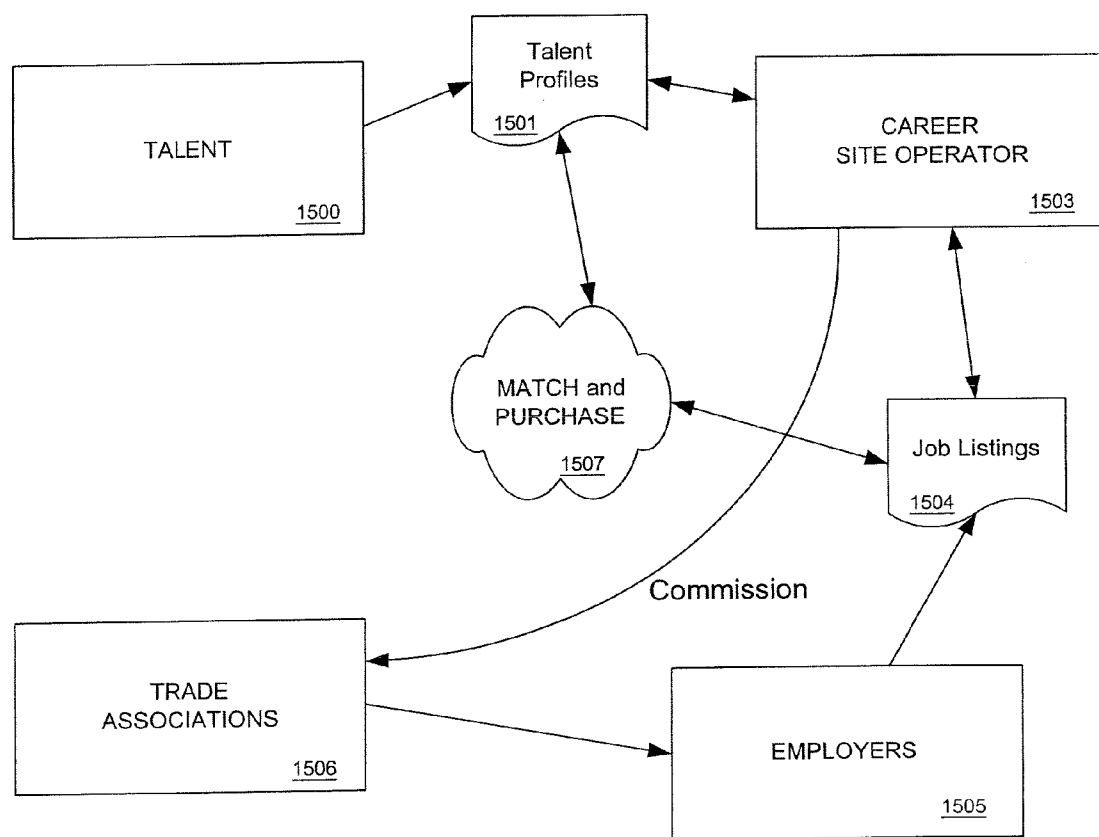 Talent
Profiles
1501
TALENT
1500
CAREER
SITE OPERATOR
1503
MATCH and
PURCHASE
1507
Job Listings
1504
Commission
TRADE
ASSOCIATIONS
1506
EMPLOYERS
1505